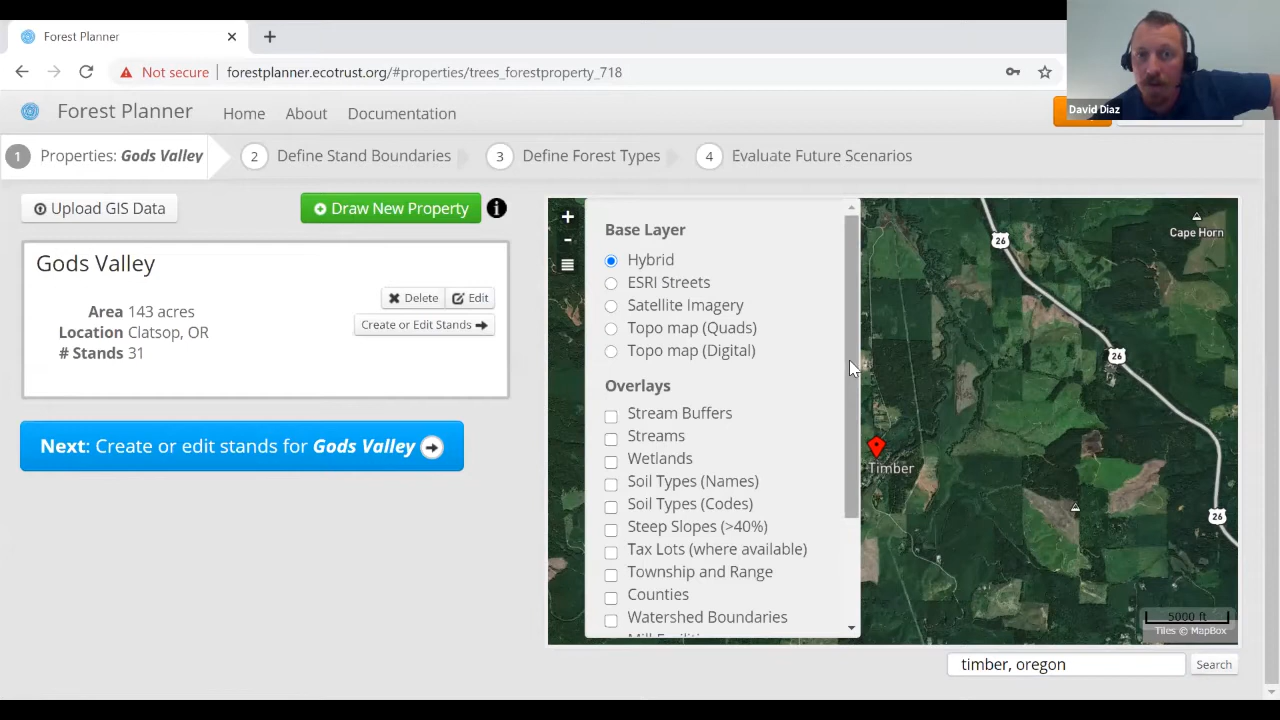 Forest Planner
Not secure
forestplanner.ecotrust.org/#properties/trees_forestproperty_718
David Diaz
Forest Planner
Home
About
Documentation
1 Properties: Gods Valley
2 Define Stand Boundaries
3 Define Forest Types
4 Evaluate Future Scenarios
Upload GIS Data
Draw New Property
Gods Valley
Area 143 acres
Location Clatsop, OR
# Stands 31
Delete
Edit
Create or Edit Stands
Next: Create or edit stands for Gods Valley
Base Layer
Hybrid
ESRI Streets
Satellite Imagery
Topo map (Quads)
Topo map (Digital)
Overlays
Stream Buffers
Streams
Wetlands
Soil Types (Names)
Soil Types (Codes)
Steep Slopes (>40%)
Tax Lots (where available)
Township and Range
Counties
Watershed Boundaries
26
Cape Horn
26
Timber
26
5000 ft
Tiles © MapBox
timber, oregon
Search